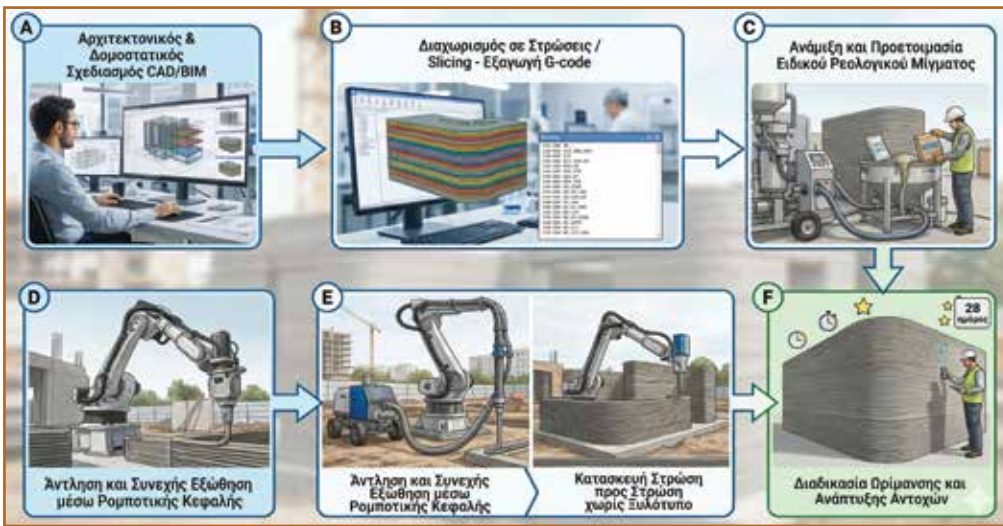 A
Αρχιτεκτονικός &
Δομοστατικός
Σχεδιασμός CAD/BIM
B
Διαχωρισμός σε Στρώσεις /
Slicing - Εξαγωγή G-code
C
Ανάμιξη και Προετοιμασία
Ειδικού Ρεολογικού Μίγματος
D
Άντληση και Συνεχής Εξώθηση
μέσω Ρομποτικής Κεφαλής
E
Άντληση και Συνεχής
Εξώθηση μέσω
Ρομποτικής Κεφαλής
Κατασκευή Στρώση
προς Στρώση
χωρίς Ξυλότυπο
F
28
ημέρος
Διαδικασία Ωρίμανσης και
Ανάπτυξης Αντοχών